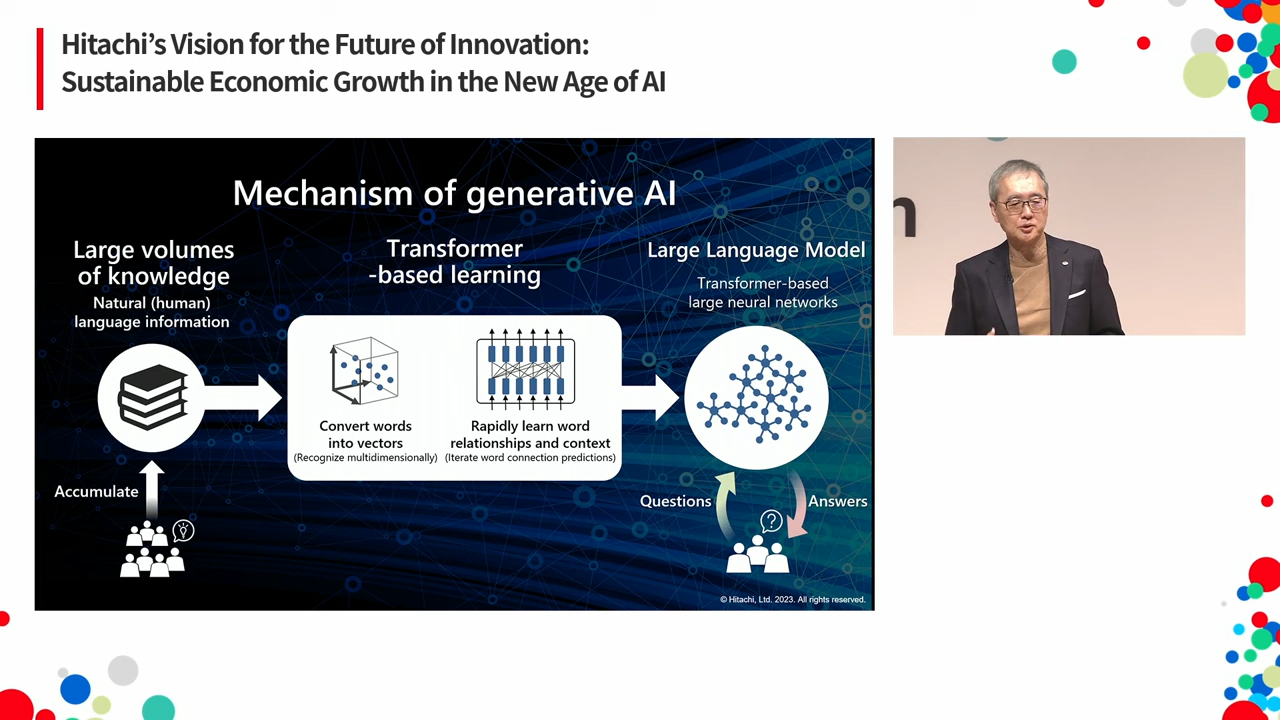 Hitachi’s Vision for the Future of Innovation:
Sustainable Economic Growth in the New Age of AI
Mechanism of generative AI
Large volumes
of knowledge
Natural (human)
language information
Accumulate
Transformer
-based learning
Convert words
into vectors
(Recognize multidimensionally)
Rapidly learn word
relationships and context
(Iterate word connection predictions)
Large Language Model
Transformer-based
large neural networks
Questions
Answers
© Hitachi, Ltd. 2023. All rights reserved.
n